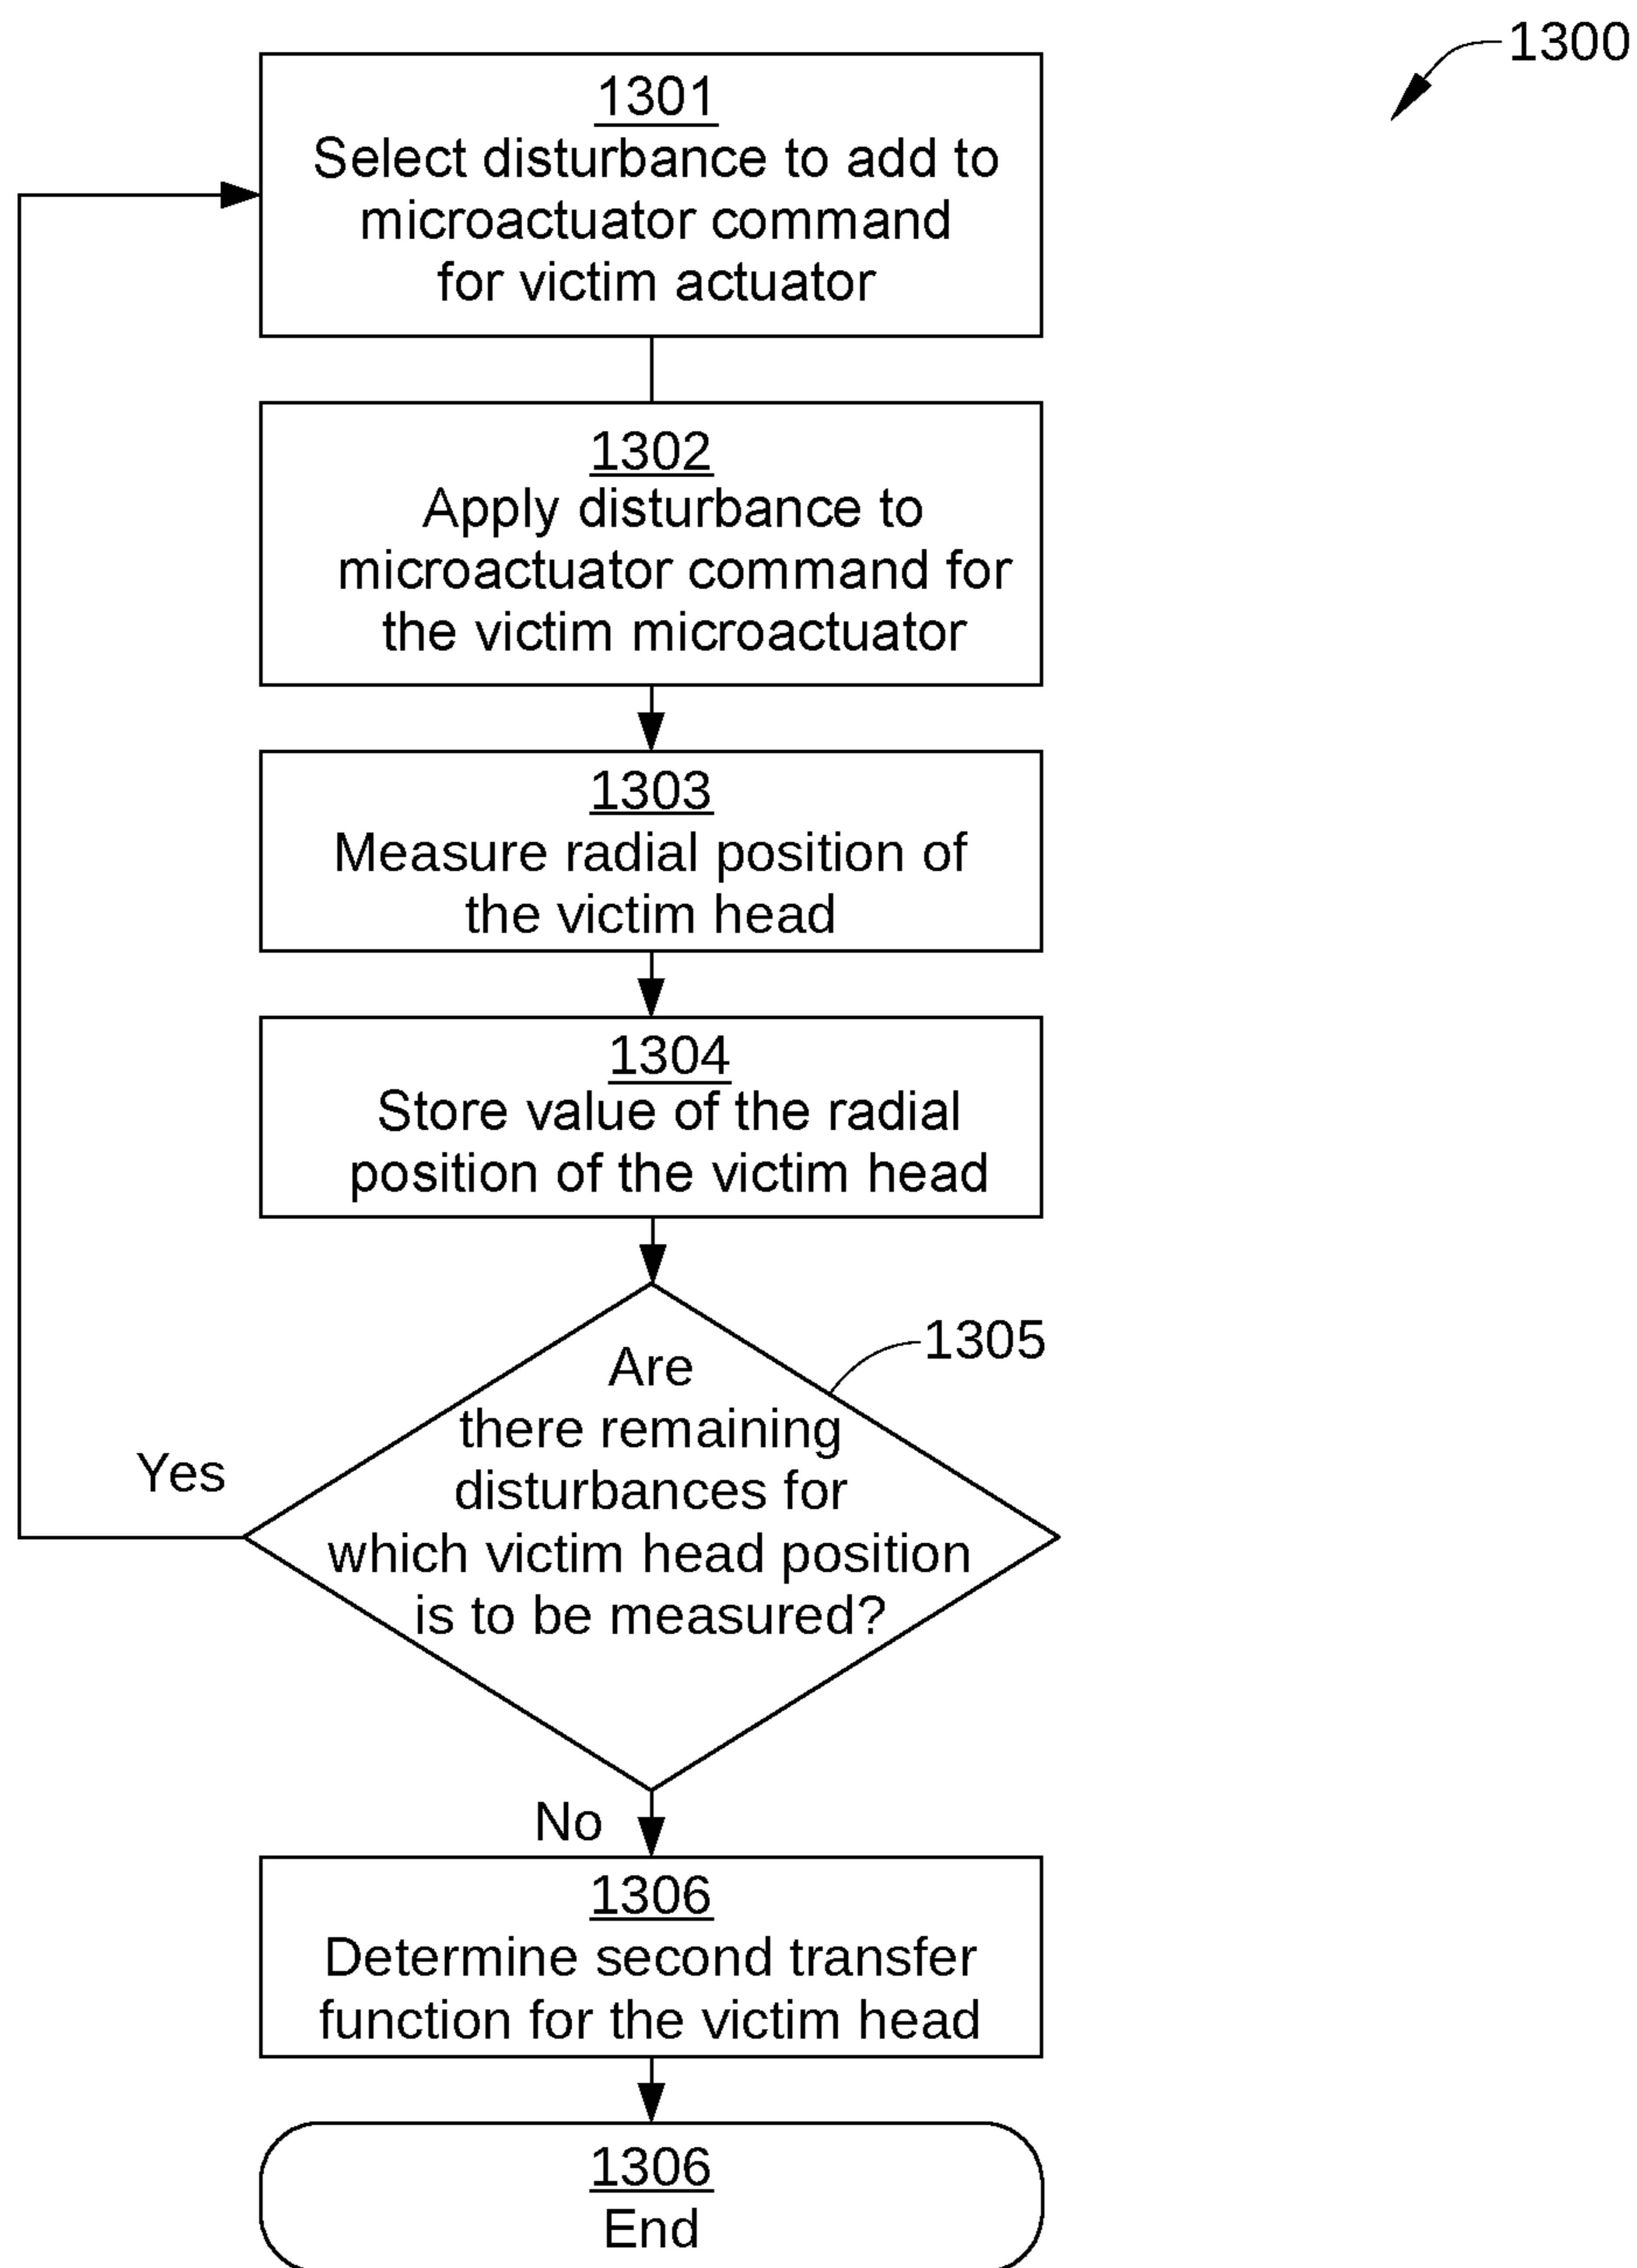 1300
1301
Select disturbance to add to
microactuator command
for victim actuator
1302
Apply disturbance to
microactuator command for
the victim microactuator
1303
Measure radial position of
the victim head
1304
Store value of the radial
position of the victim head
1305
Are
there remaining
disturbances for
which victim head position
is to be measured?
Yes
No
1306
Determine second transfer
function for the victim head
1306
End